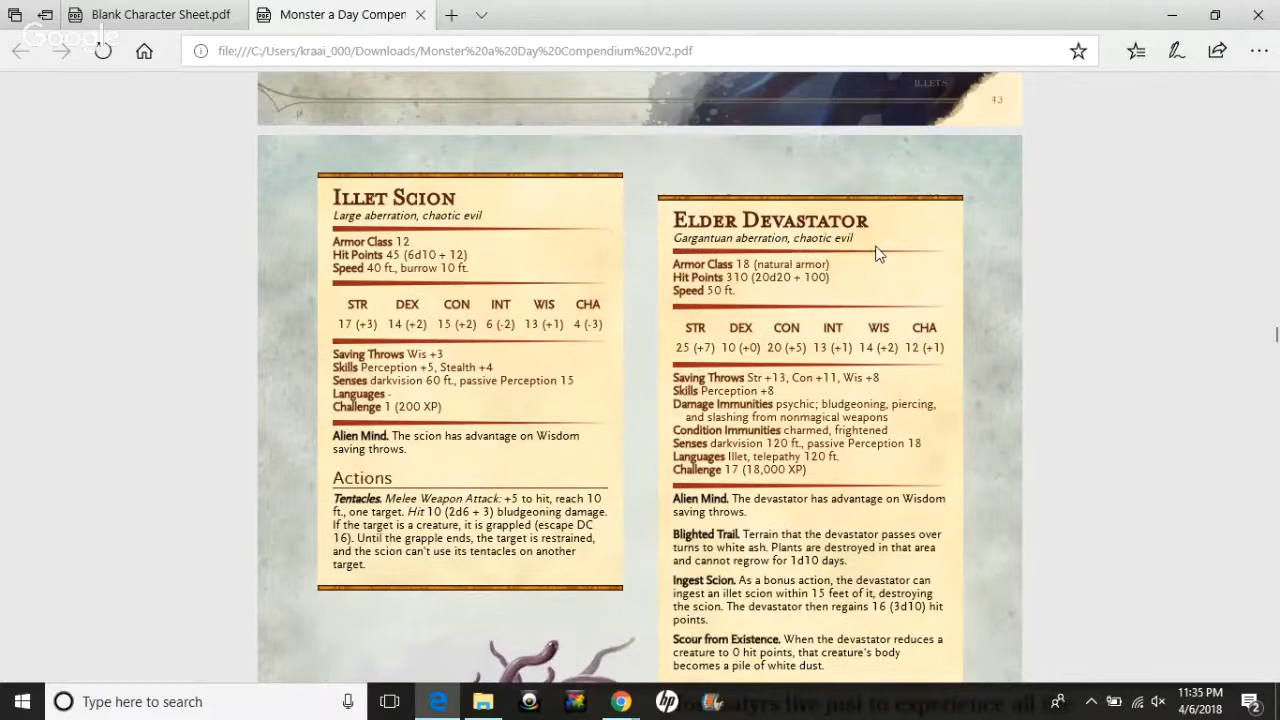 Blank Character Sheet.pdf
Monster a Day Comper
Google
file:///C:/Users/kraai_000/Downloads/Monster%20a%20Day%20Compendium%20V2.pdf
ILLETS
43
ILLET SCION
Large aberration, chaotic evil
Armor Class 12
Hit Points 45 (6d10 + 12)
Speed 40 ft., burrow 10 ft.
STR DEX CON INT WIS CHA
17 (+3) 14 (+2) 15 (+2) 6 (-2) 13 (+1) 4 (-3)
Saving Throws Wis +3
Skills Perception +5, Stealth +4
Senses darkvision 60 ft., passive Perception 15
Languages -
Challenge 1 (200 XP)
Alien Mind. The scion has advantage on Wisdom
saving throws.
Actions
Tentacles. Melee Weapon Attack: +5 to hit, reach 10
ft., one target. Hit 10 (2d6 + 3) bludgeoning damage.
If the target is a creature, it is grappled (escape DC
16). Until the grapple ends, the target is restrained,
and the scion can't use its tentacles on another
target.
ELDER DEVASTATOR
Gargantuan aberration, chaotic evil
Armor Class 18 (natural armor)
Hit Points 310 (20d20 + 100)
Speed 50 ft.
STR DEX CON INT WIS CHA
25 (+7) 10 (+0) 20 (+5) 13 (+1) 14 (+2) 12 (+1)
Saving Throws Str +13, Con +11, Wis +8
Skills Perception +8
Damage Immunities psychic; bludgeoning, piercing,
and slashing from nonmagical weapons
Condition Immunities charmed, frightened
Senses darkvision 120 ft., passive Perception 18
Languages Illet, telepathy 120 ft.
Challenge 17 (18,000 XP)
Alien Mind. The devastator has advantage on Wisdom
saving throws.
Blighted Trail. Terrain that the devastator passes over
turns to white ash. Plants are destroyed in that area
and cannot regrow for 1d10 days.
Ingest Scion. As a bonus action, the devastator can
ingest an illet scion within 15 feet of it, destroying
the scion. The devastator then regains 16 (3d10) hit
points.
Scour from Existence. When the devastator reduces a
creature to 0 hit points, that creature's body
becomes a pile of white dust.
Type here to search
hp
11:35 PM
4/6/2018
2